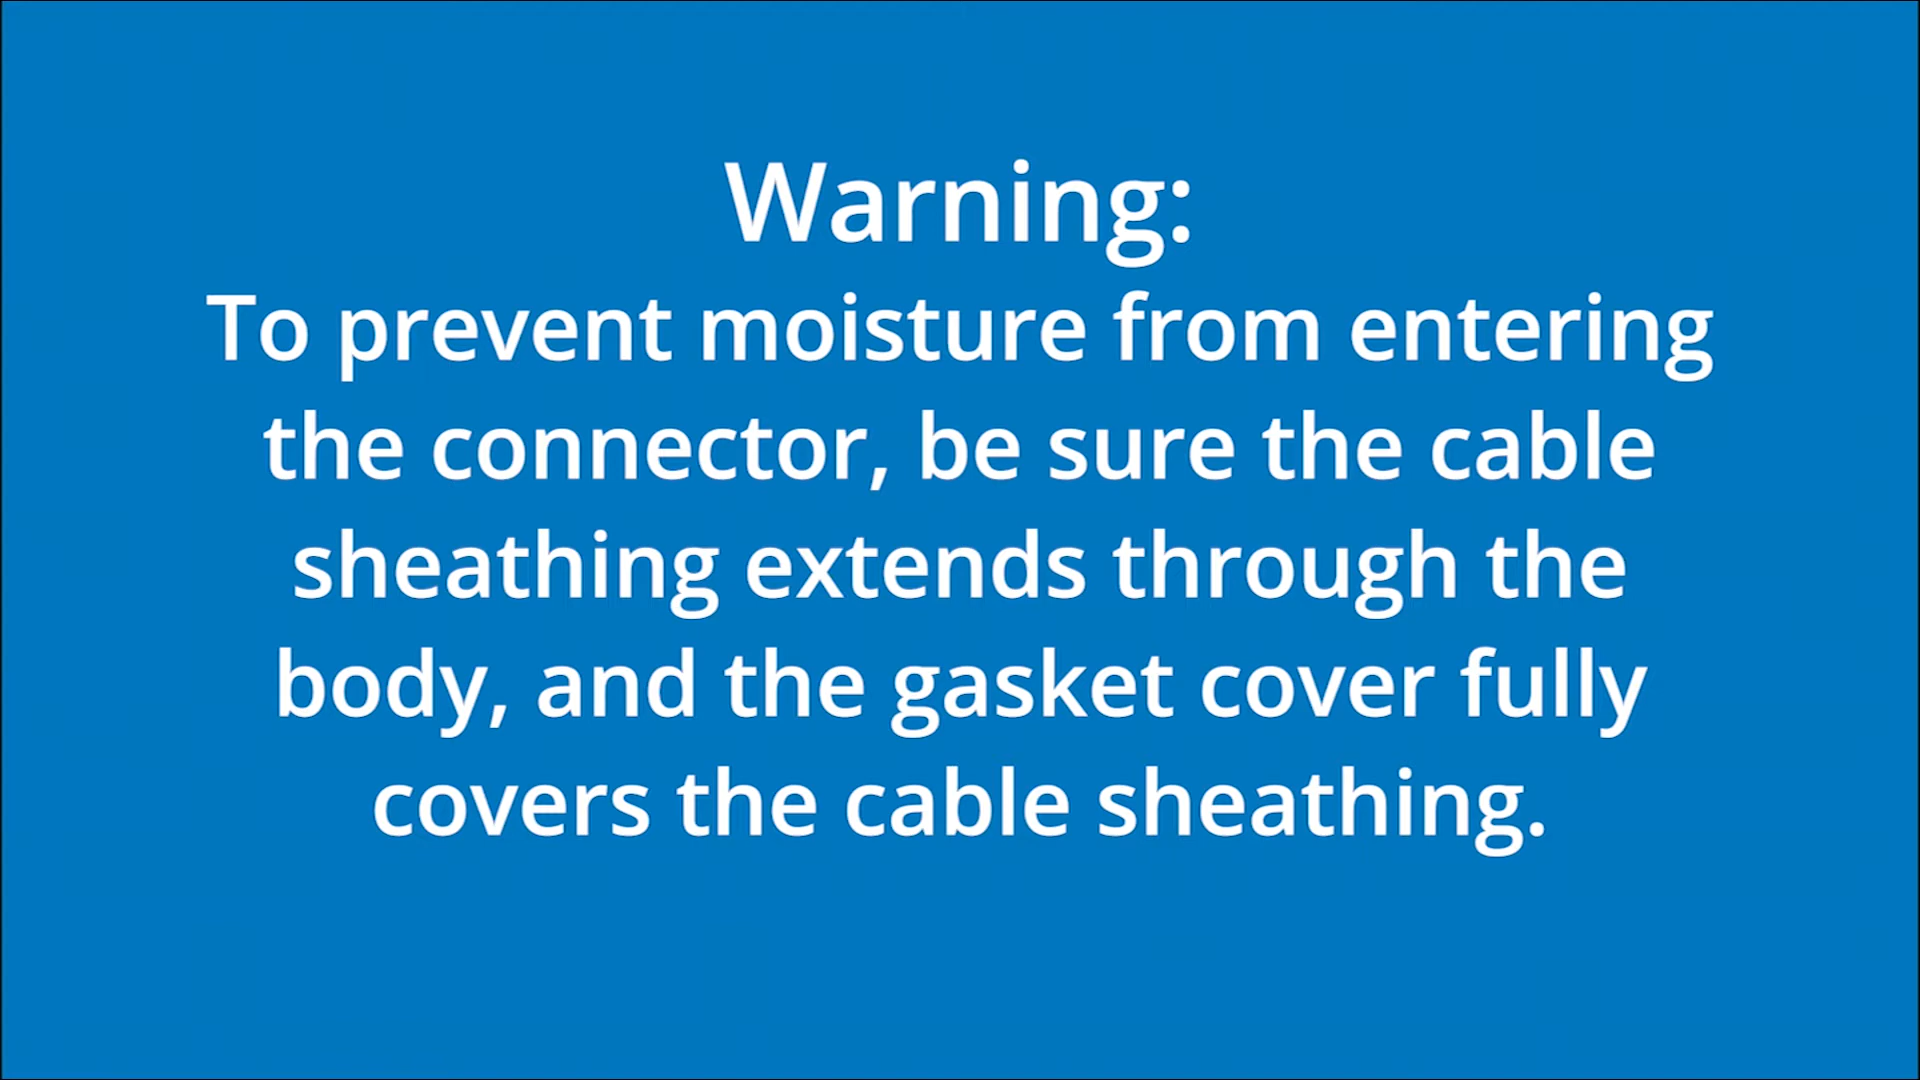 Warning:
To prevent moisture from entering
the connector, be sure the cable
sheathing extends through the
body, and the gasket cover fully
covers the cable sheathing.